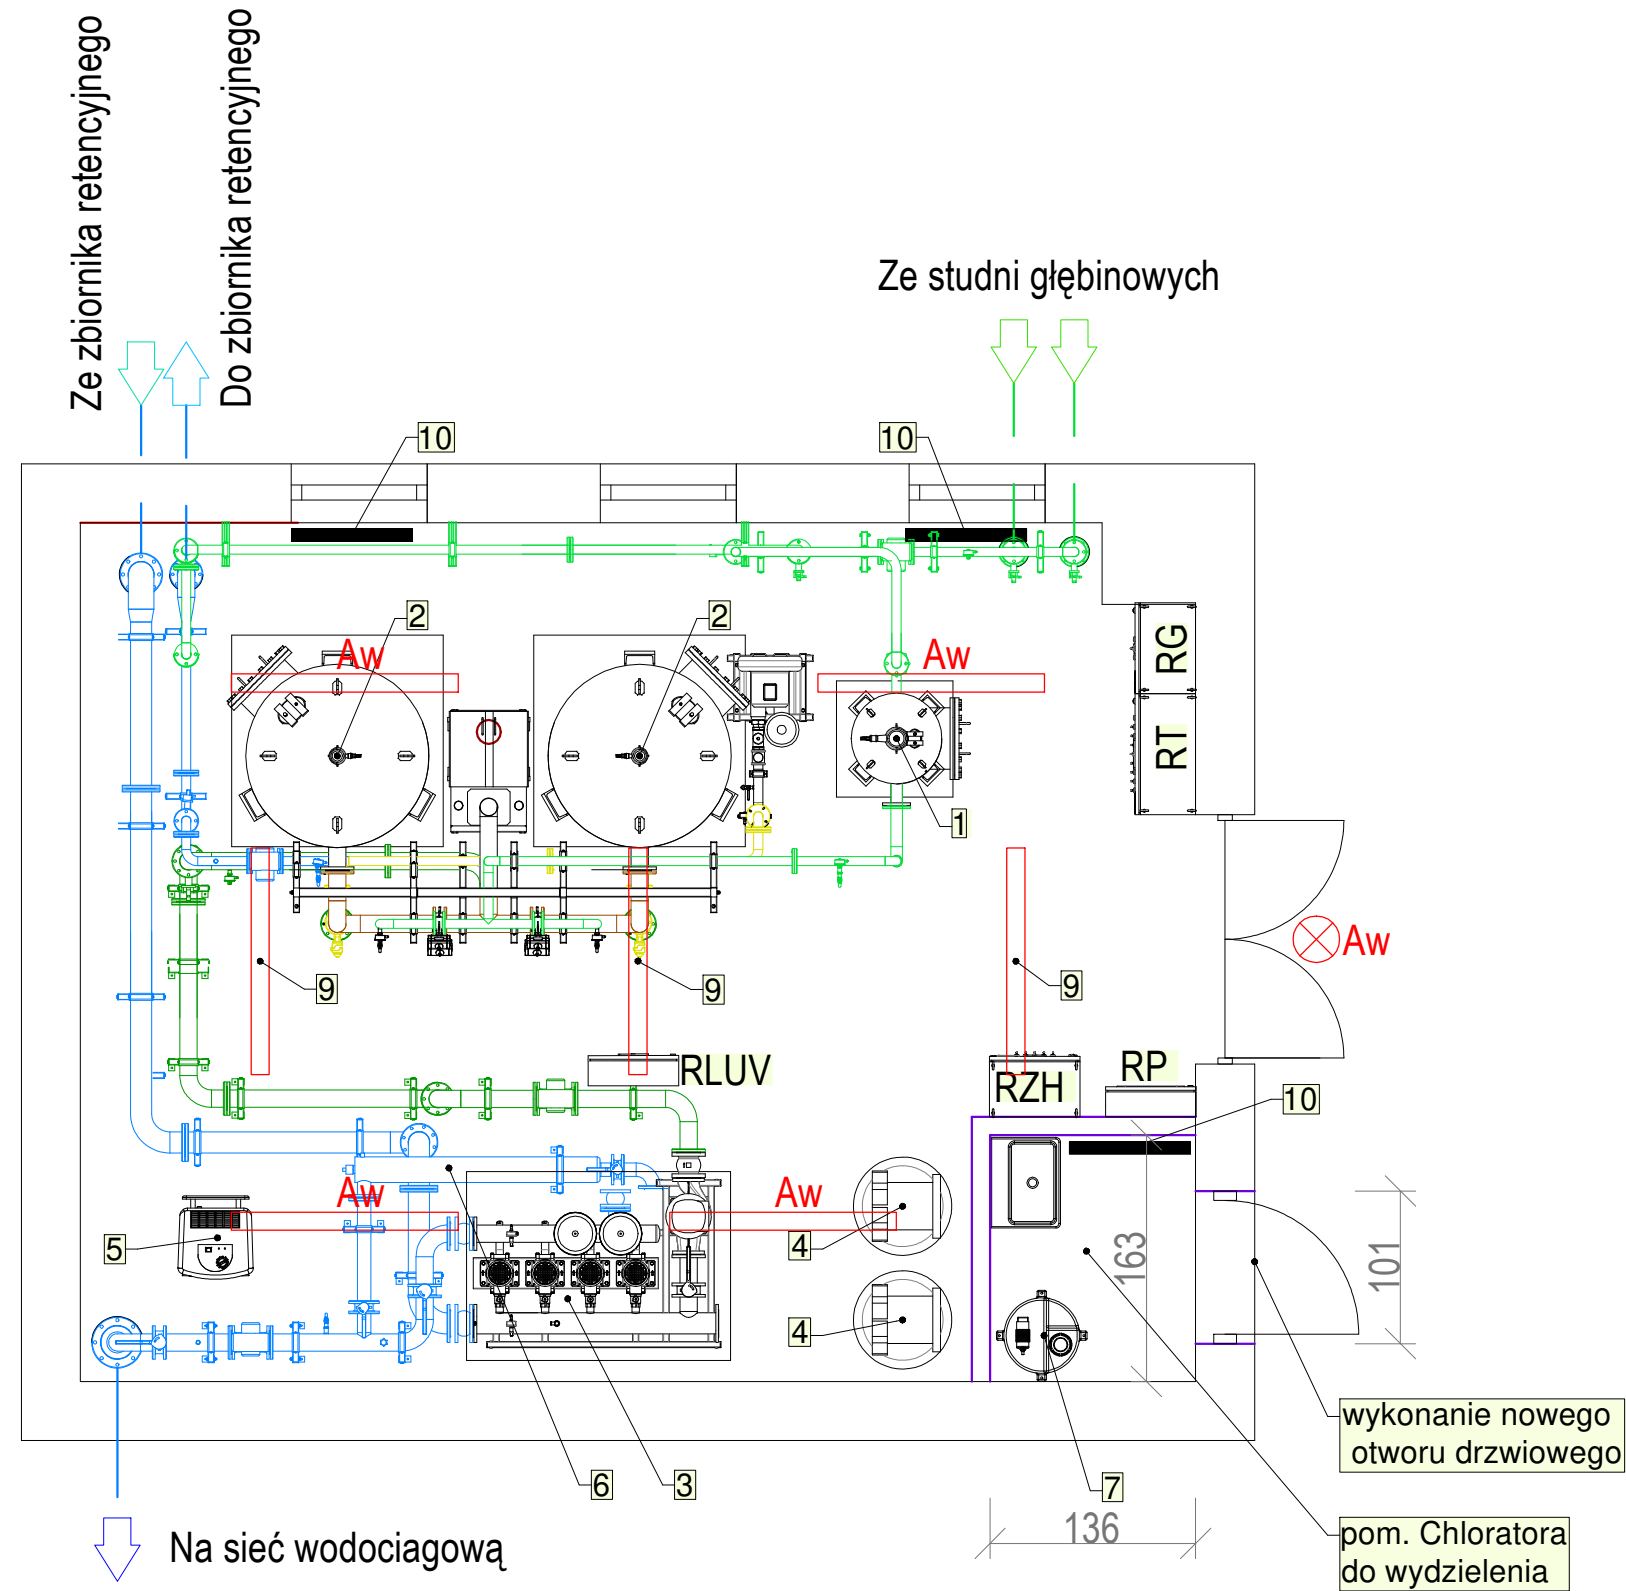 Ze zbiornika retencyjnego
Do zbiornika retencyjnego
Ze studni głębinowych
10
10
2
2
Aw
Aw
RG
RT
1
Aw
9
9
9
RLUV
RZH
RP
10
Aw
Aw
5
4
163
101
4
wykonanie nowego
otworu drzwiowego
6
3
7
136
pom. Chloratora
do wydzielenia
Na sieć wodociagową